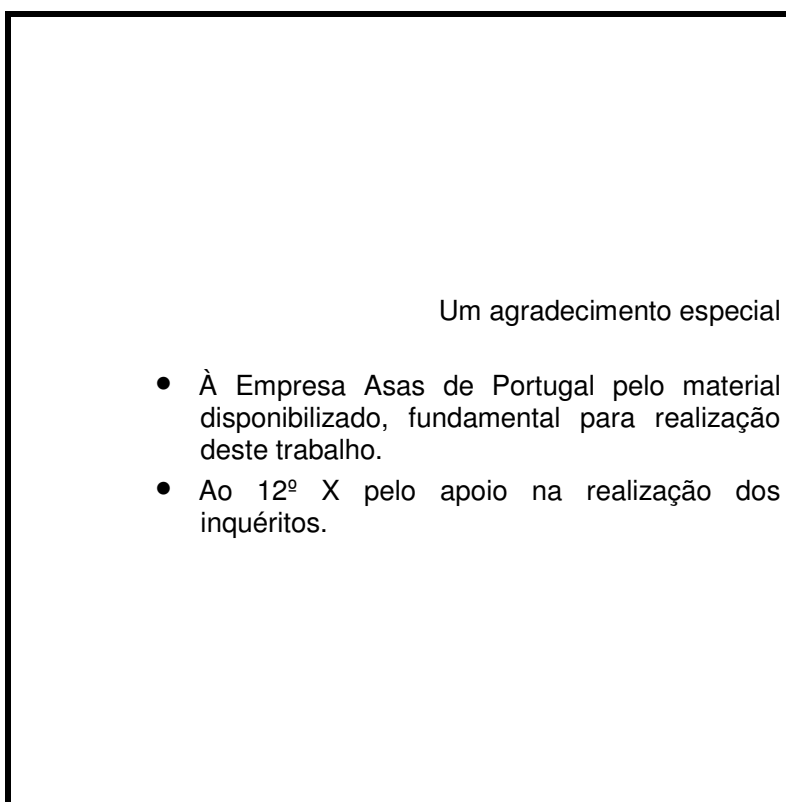 Um agradecimento especial
● À Empresa Asas de Portugal pelo material
disponibilizado, fundamental para realização
deste trabalho.
● Ao 12º X pelo apoio na realização dos
inquéritos.